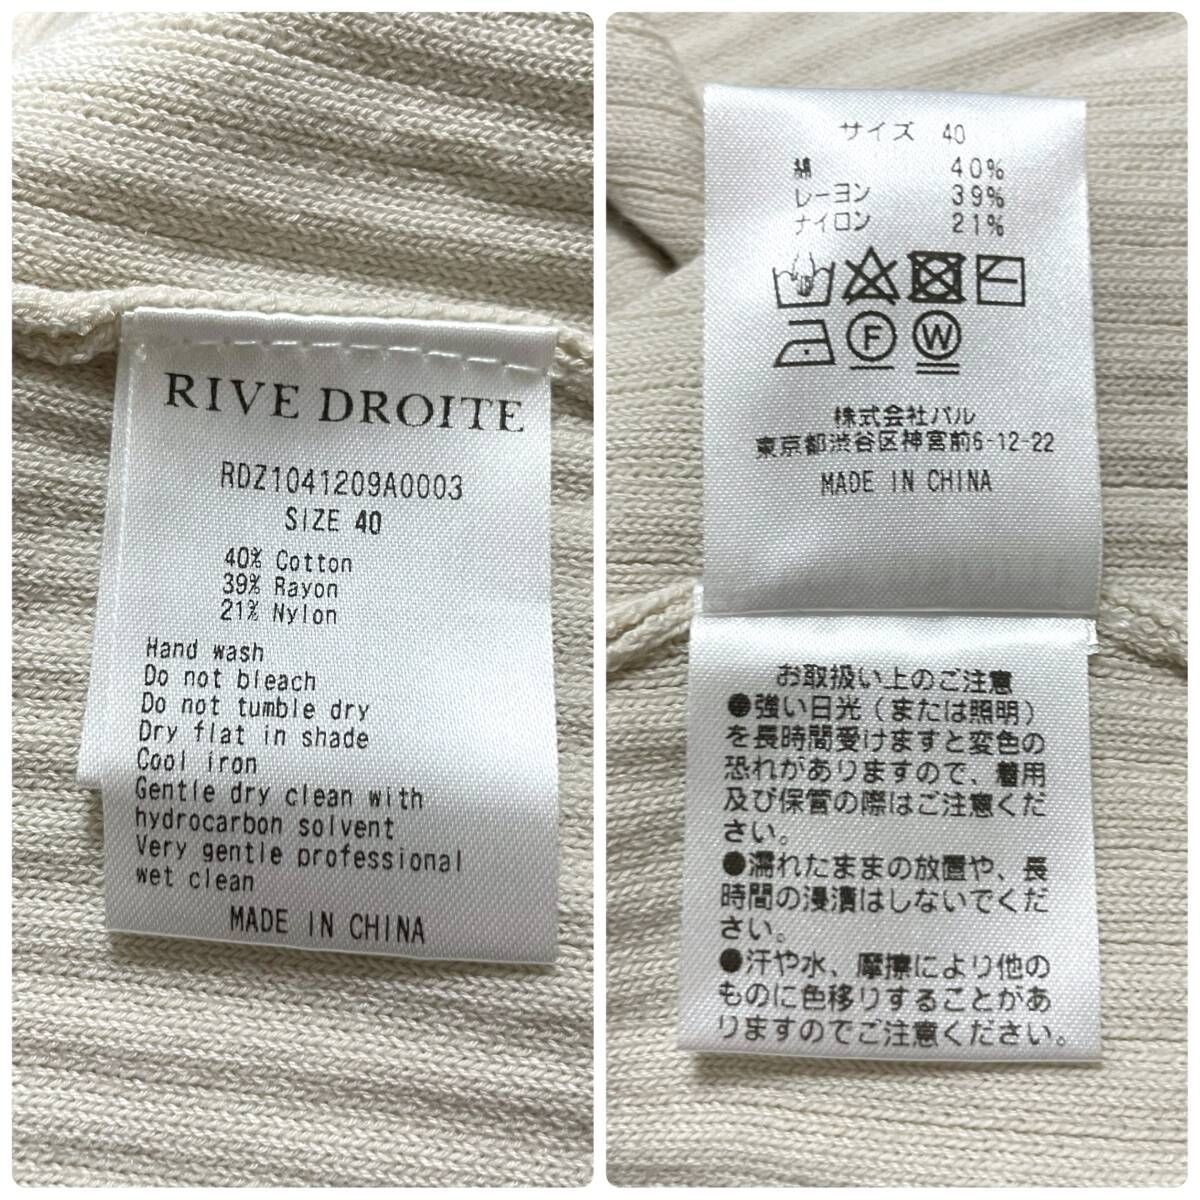 RIVE DROITE
RDZ1041209A0003
SIZE 40
40% Cotton
39% Rayon
21% Nylon
Hand wash
Do not bleach
Do not tumble dry
Dry flat in shade
Cool iron
Gentle dry clean with
hydrocarbon solvent
Very gentle professional
wet clean
MADE IN CHINA
サイズ 40
綿 40%
レーヨン 39%
ナイロン 21%
F W
株式会社パル
東京都渋谷区神宮前6-12-22
MADE IN CHINA
お取扱い上のご注意
●強い日光(または照明)
を長時間受けますと変色の
恐れがありますので、着用
及び保管の際はご注意くだ
さい。
●濡れたままの放置や、長
時間の浸漬はしないでくだ
さい。
●汗や水、摩擦により他の
ものに色移りすることがあ
りますのでご注意ください。